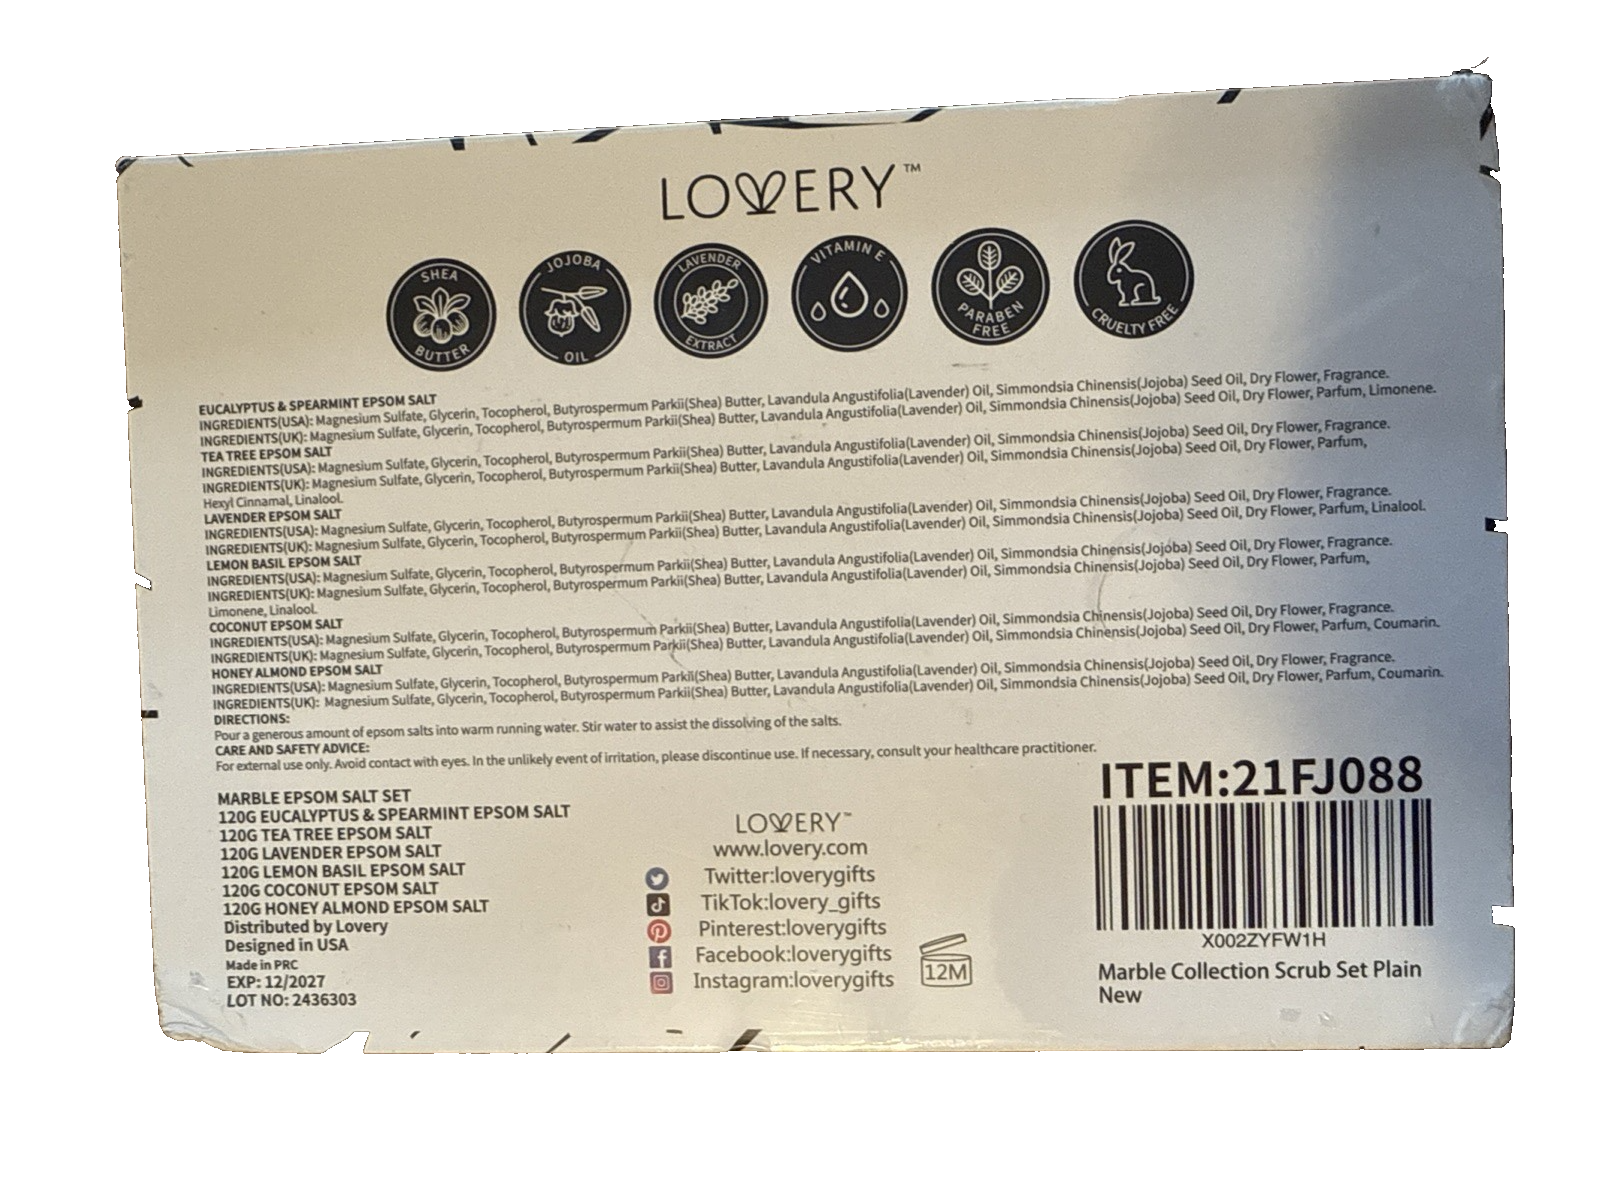 LOVERY™
SHEA BUTTER
JOJOBA OIL
LAVENDER EXTRACT
VITAMIN E
PARABEN FREE
CRUELTY FREE
EUCALYPTUS & SPEARMINT EPSOM SALT
INGREDIENTS(USA): Magnesium Sulfate, Glycerin, Tocopherol, Butyrospermum Parkii(Shea) Butter, Lavandula Angustifolia(Lavender) Oil, Simmondsia Chinensis(Jojoba) Seed Oil, Dry Flower, Fragrance.
INGREDIENTS(UK): Magnesium Sulfate, Glycerin, Tocopherol, Butyrospermum Parkii(Shea) Butter, Lavandula Angustifolia(Lavender) Oil, Simmondsia Chinensis(Jojoba) Seed Oil, Dry Flower, Parfum, Limonene.
TEA TREE EPSOM SALT
INGREDIENTS(USA): Magnesium Sulfate, Glycerin, Tocopherol, Butyrospermum Parkii(Shea) Butter, Lavandula Angustifolia(Lavender) Oil, Simmondsia Chinensis(Jojoba) Seed Oil, Dry Flower, Fragrance.
INGREDIENTS(UK): Magnesium Sulfate, Glycerin, Tocopherol, Butyrospermum Parkii(Shea) Butter, Lavandula Angustifolia(Lavender) Oil, Simmondsia Chinensis(Jojoba) Seed Oil, Dry Flower, Parfum,
Hexyl Cinnamal, Linalool.
LAVENDER EPSOM SALT
INGREDIENTS(USA): Magnesium Sulfate, Glycerin, Tocopherol, Butyrospermum Parkii(Shea) Butter, Lavandula Angustifolia(Lavender) Oil, Simmondsia Chinensis(Jojoba) Seed Oil, Dry Flower, Fragrance.
INGREDIENTS(UK): Magnesium Sulfate, Glycerin, Tocopherol, Butyrospermum Parkii(Shea) Butter, Lavandula Angustifolia(Lavender) Oil, Simmondsia Chinensis(Jojoba) Seed Oil, Dry Flower, Parfum, Linalool.
LEMON BASIL EPSOM SALT
INGREDIENTS(USA): Magnesium Sulfate, Glycerin, Tocopherol, Butyrospermum Parkii(Shea) Butter, Lavandula Angustifolia(Lavender) Oil, Simmondsia Chinensis(Jojoba) Seed Oil, Dry Flower, Fragrance.
INGREDIENTS(UK): Magnesium Sulfate, Glycerin, Tocopherol, Butyrospermum Parkii(Shea) Butter, Lavandula Angustifolia(Lavender) Oil, Simmondsia Chinensis(Jojoba) Seed Oil, Dry Flower, Parfum,
Limonene, Linalool.
COCONUT EPSOM SALT
INGREDIENTS(USA): Magnesium Sulfate, Glycerin, Tocopherol, Butyrospermum Parkii(Shea) Butter, Lavandula Angustifolia(Lavender) Oil, Simmondsia Chinensis(Jojoba) Seed Oil, Dry Flower, Fragrance.
INGREDIENTS(UK): Magnesium Sulfate, Glycerin, Tocopherol, Butyrospermum Parkii(Shea) Butter, Lavandula Angustifolia(Lavender) Oil, Simmondsia Chinensis(Jojoba) Seed Oil, Dry Flower, Parfum, Coumarin.
HONEY ALMOND EPSOM SALT
INGREDIENTS(USA): Magnesium Sulfate, Glycerin, Tocopherol, Butyrospermum Parkii(Shea) Butter, Lavandula Angustifolia(Lavender) Oil, Simmondsia Chinensis(Jojoba) Seed Oil, Dry Flower, Fragrance.
INGREDIENTS(UK): Magnesium Sulfate, Glycerin, Tocopherol, Butyrospermum Parkii(Shea) Butter, Lavandula Angustifolia(Lavender) Oil, Simmondsia Chinensis(Jojoba) Seed Oil, Dry Flower, Parfum, Coumarin.
DIRECTIONS:
Pour a generous amount of epsom salts into warm running water. Stir water to assist the dissolving of the salts.
CARE AND SAFETY ADVICE:
For external use only. Avoid contact with eyes. In the unlikely event of irritation, please discontinue use. If necessary, consult your healthcare practitioner.
MARBLE EPSOM SALT SET
120G EUCALYPTUS & SPEARMINT EPSOM SALT
120G TEA TREE EPSOM SALT
120G LAVENDER EPSOM SALT
120G LEMON BASIL EPSOM SALT
120G COCONUT EPSOM SALT
120G HONEY ALMOND EPSOM SALT
Distributed by Lovery
Designed in USA
Made in PRC
EXP: 12/2027
LOT NO: 2436303
LOVERY™
www.lovery.com
Twitter:loverygifts
TikTok:lovery_gifts
Pinterest:loverygifts
Facebook:loverygifts
Instagram:loverygifts
12M
ITEM:21FJ088
X002ZYFW1H
Marble Collection Scrub Set Plain
New